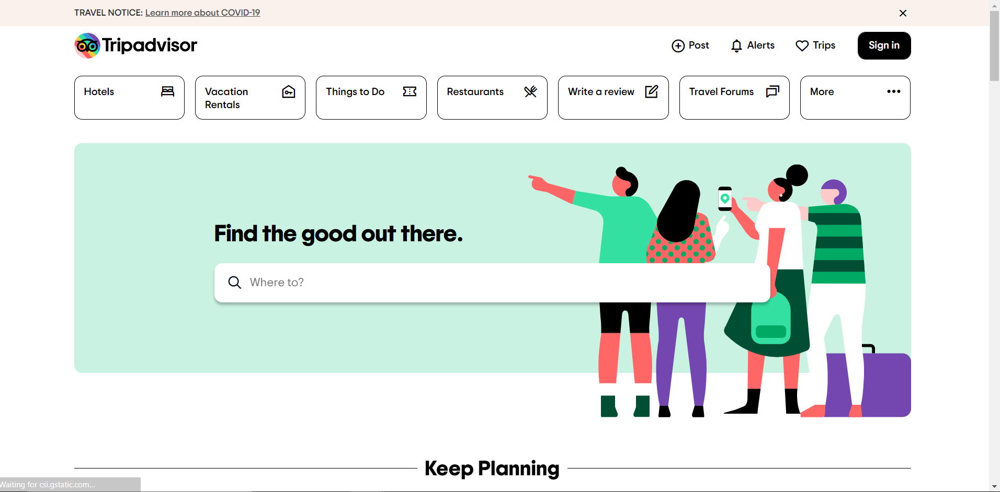 TRAVEL NOTICE: Learn more about COVID-19
Tripadvisor
Post
Alerts
Trips
Sign in
Hotels
Vacation
Rentals
Things to Do
Restaurants
Write a review
Travel Forums
More
Find the good out there.
Where to?
Keep Planning
Waiting for csi.gstatic.com...